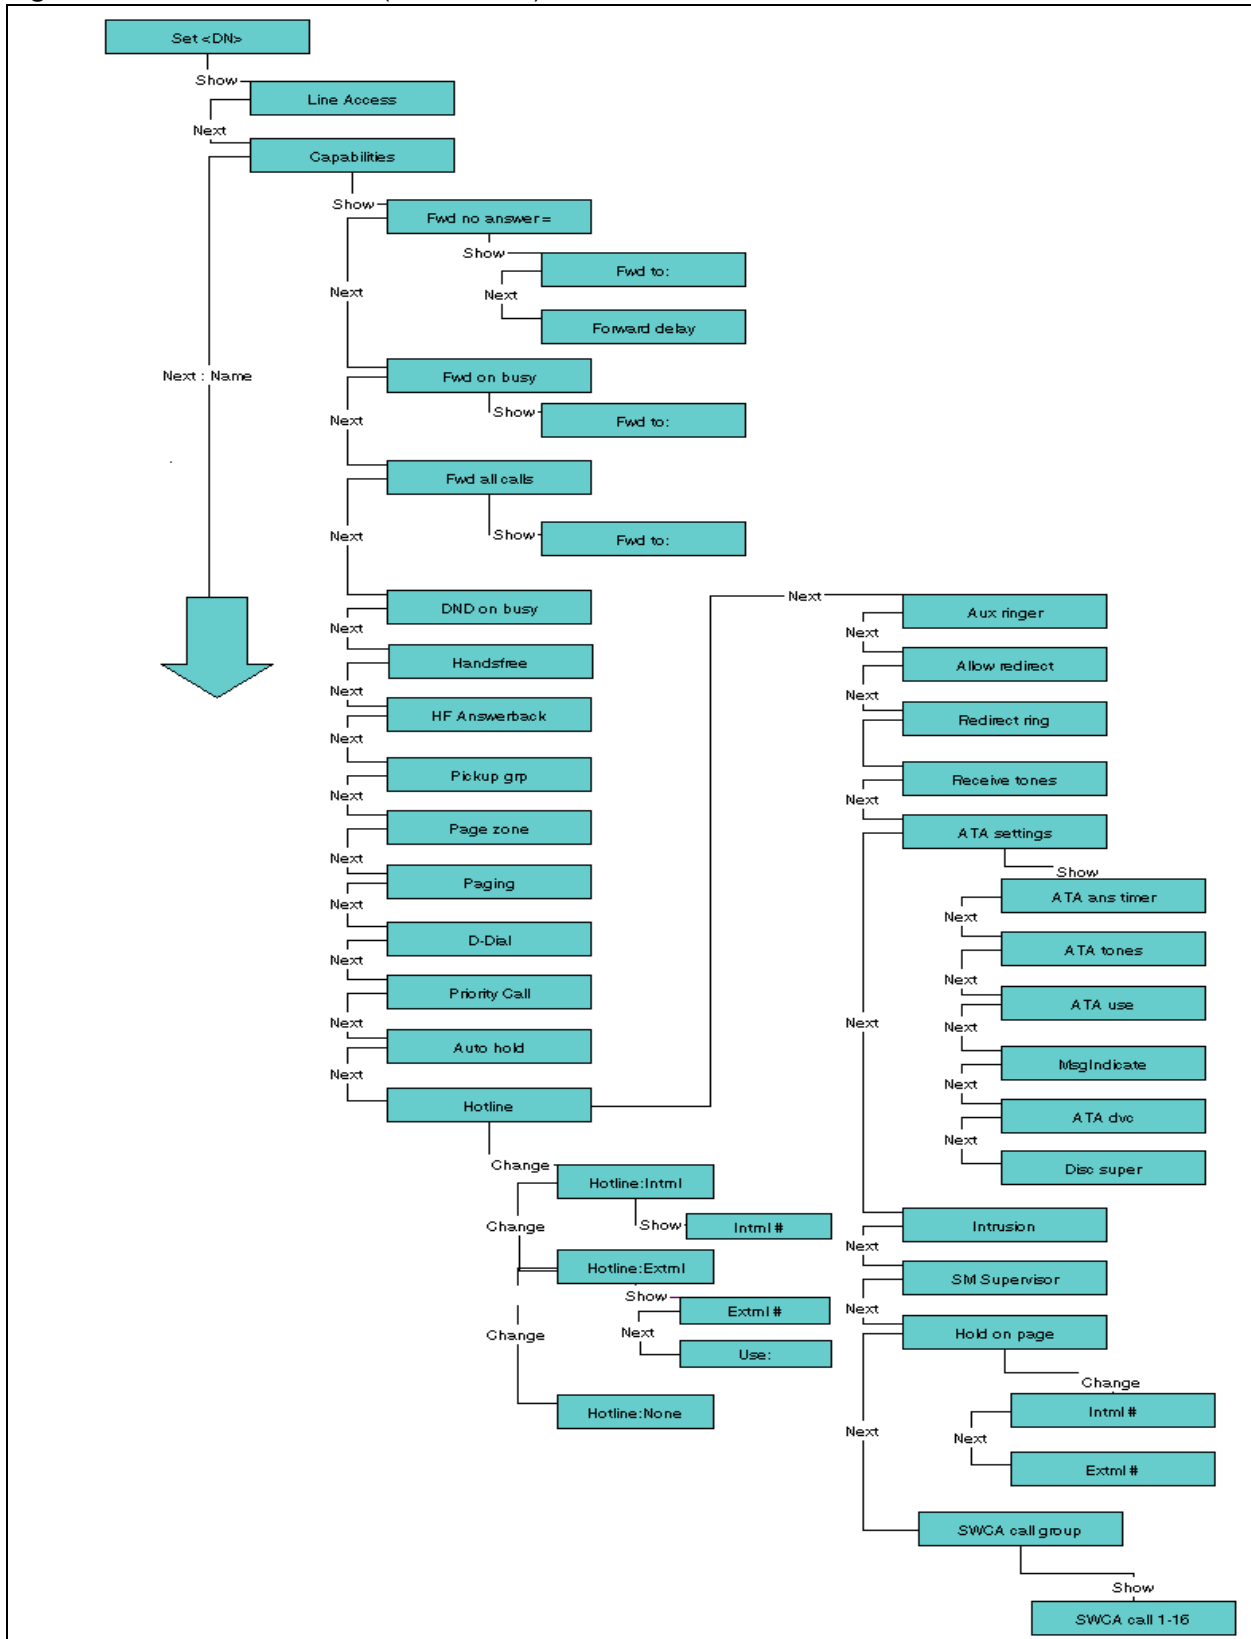 Set <DN>
Show
Line Access
Next
Capabilities
Show
Fwd no answer =
Show
Fwd to:
Next
Next
Forward delay
Next : Name
Fwd on busy
Show
Fwd to:
Next
Fwd all calls
Show
Fwd to:
Next
DND on busy
Next
Handsfree
Next
HF Answerback
Next
Pickup grp
Next
Page zone
Next
Paging
Next
D-Dial
Next
Priority Call
Next
Auto hold
Next
Hotline
Change
Hotline:Intrnl
Show
Intrnl #
Change
Hotline:Extrnl
Show
Extrnl #
Next
Use:
Change
Hotline:None
Next
Aux ringer
Next
Allow redirect
Next
Redirect ring
Receive tones
Next
ATA settings
Show
ATA ans timer
Next
ATA tones
Next
ATA use
Next
MsgIndicate
Next
ATA dvc
Next
Disc super
Next
Intrusion
Next
SM Supervisor
Next
Hold on page
Change
Intrnl #
Next
Extrnl #
Next
SWCA call group
Show
SWCA call 1-16